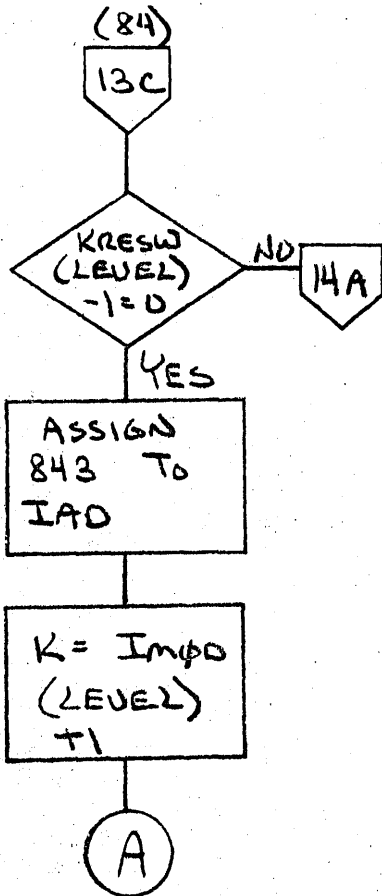 (84)
13C
KRESW
(LEVEL)
-1=0
NO
14A
YES
ASSIGN
843 TO
IAD
K= IMφD
(LEVEL)
+1
A